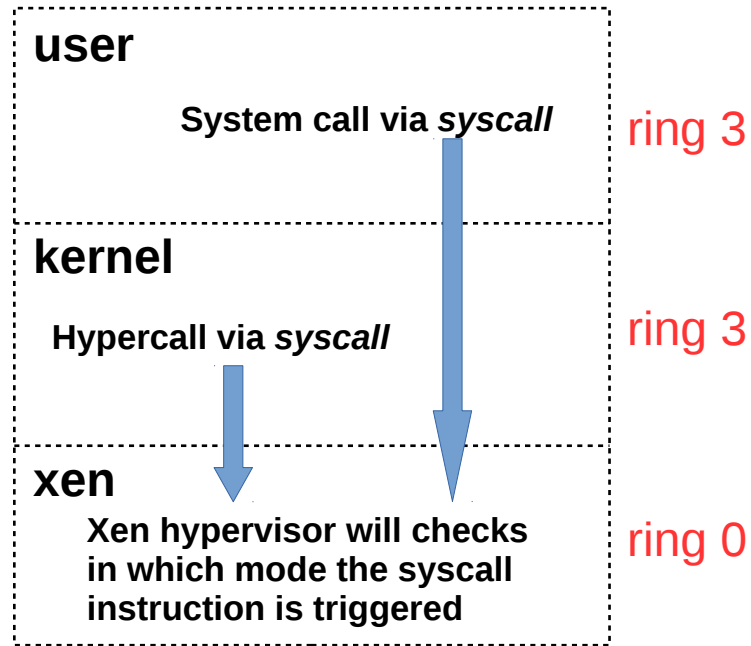 user
System call via syscall
ring 3
kernel
Hypercall via syscall
ring 3
xen
Xen hypervisor will checks
in which mode the syscall
instruction is triggered
ring 0